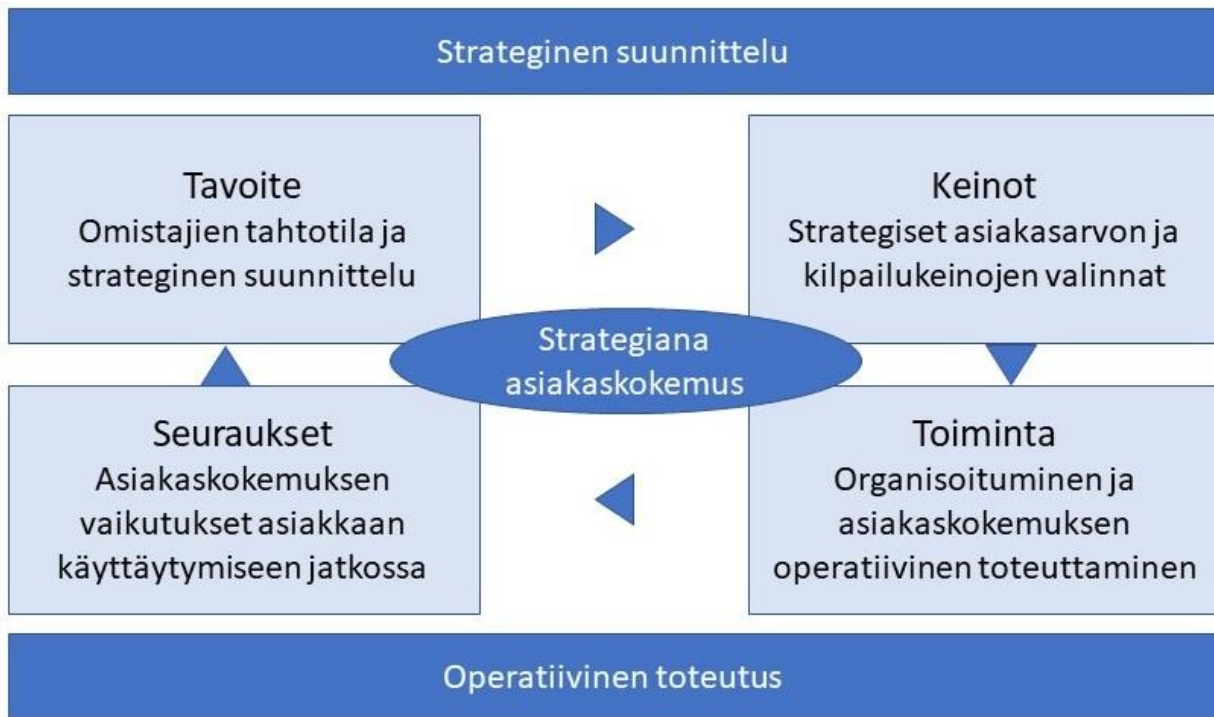 Strateginen suunnittelu
Tavoite
Omistajien tahtotila ja
strateginen suunnittelu
Keinot
Strategiset asiakasarvon ja
kilpailukeinojen valinnat
Strategiana
asiakaskokemus
Seuraukset
Asiakaskokemuksen
vaikutukset asiakkaan
käyttäytymiseen jatkossa
Toiminta
Organisoituminen ja
asiakaskokemuksen
operatiivinen toteuttaminen
Operatiivinen toteutus